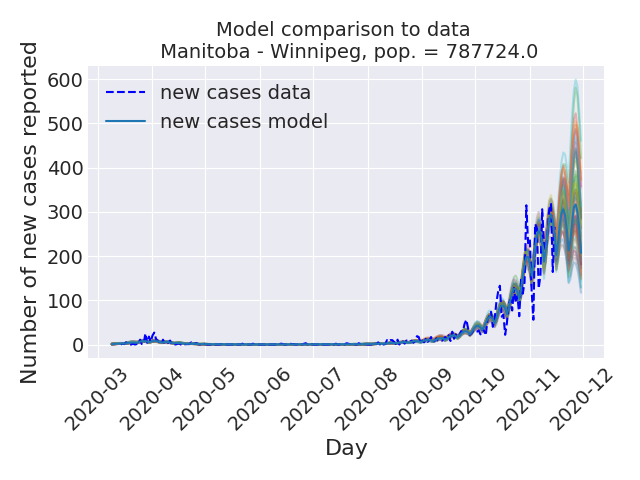 Model comparison to data
Manitoba - Winnipeg, pop. = 787724.0
Number of new cases reported
600
500
400
300
200
100
0
new cases data
new cases model
2020-03
2020-04
2020-05
2020-06
2020-07
2020-08
2020-09
2020-10
2020-11
2020-12
Day